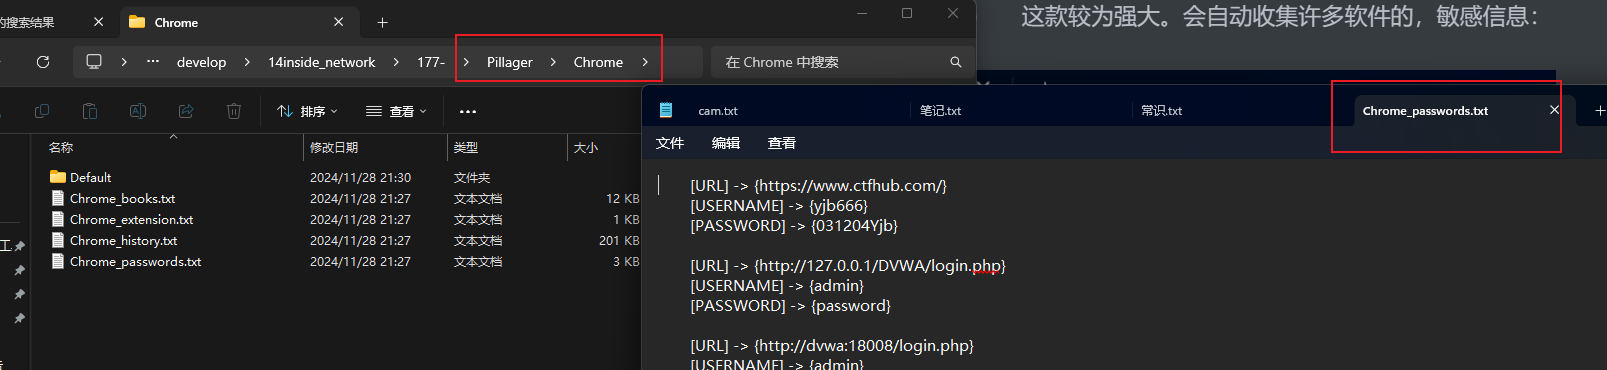 的搜索结果
Chrome
这款较为强大。会自动收集许多软件的，敏感信息：
develop
14inside_network
177-
Pillager
Chrome
在 Chrome 中搜索
排序
查看
cam.txt
笔记.txt
常识.txt
Chrome_passwords.txt
文件
编辑
查看
名称
修改日期
类型
大小
Default
2024/11/28 21:30
文件夹
Chrome_books.txt
2024/11/28 21:27
文本文档
12 KB
Chrome_extension.txt
2024/11/28 21:27
文本文档
1 KB
Chrome_history.txt
2024/11/28 21:27
文本文档
201 KB
Chrome_passwords.txt
2024/11/28 21:27
文本文档
3 KB
工
[URL] -> {https://www.ctfhub.com/}
[USERNAME] -> {yjb666}
[PASSWORD] -> {031204Yjb}
[URL] -> {http://127.0.0.1/DVWA/login.php}
[USERNAME] -> {admin}
[PASSWORD] -> {password}
[URL] -> {http://dvwa:18008/login.php}
[USERNAME] -> {admin}